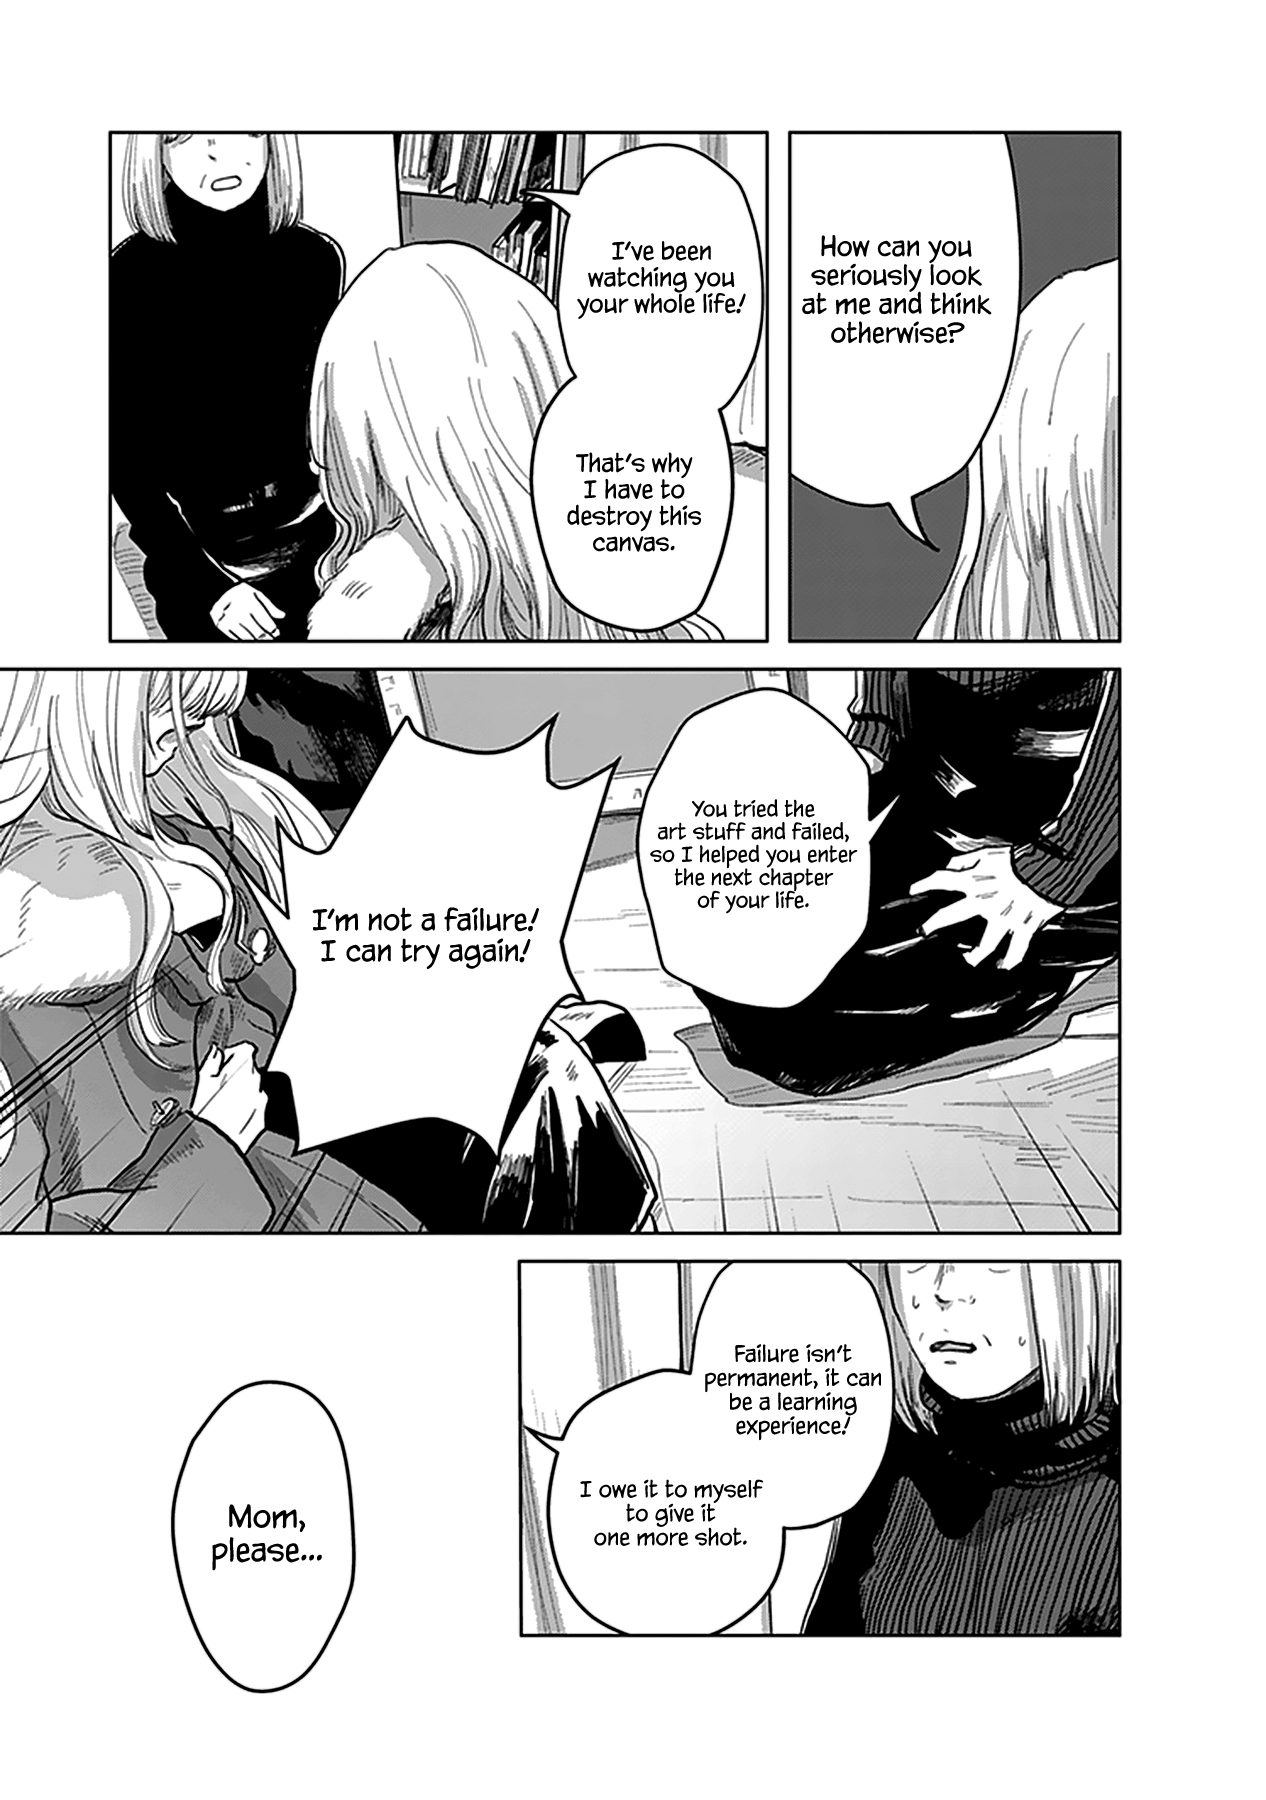 How can you
seriously look
at me and think
otherwise?
I've been
watching you
your whole life!
That's why
I have to
destroy this
canvas.
You tried the
art stuff and failed,
so I helped you enter
the next chapter
of your life.
I'm not a failure!
I can try again!
Failure isn't
permanent, it can
be a learning
experience!
I owe it to myself
to give it
one more shot.
Mom,
please...